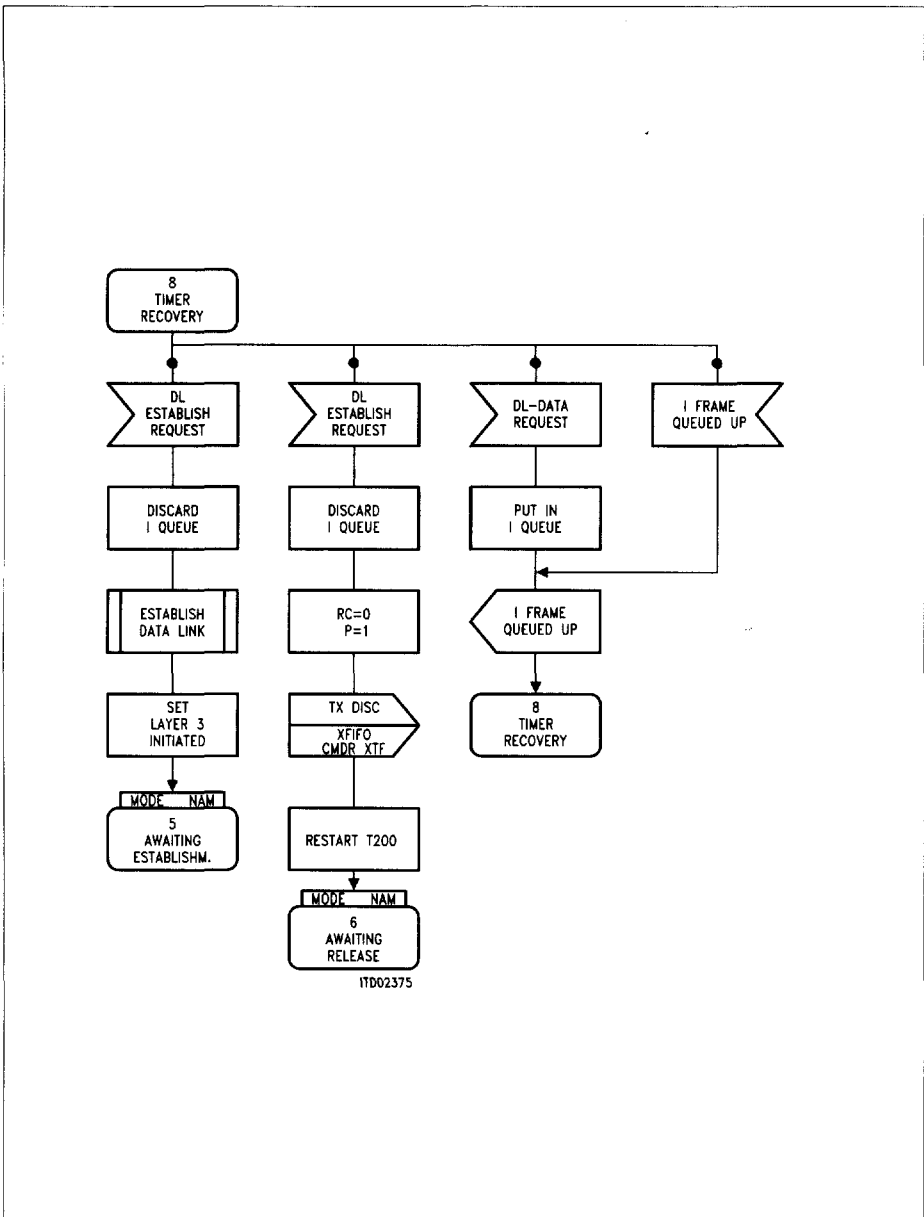 8
TIMER
RECOVERY
DL
ESTABLISH
REQUEST
DL
ESTABLISH
REQUEST
DL-DATA
REQUEST
I FRAME
QUEUED UP
DISCARD
I QUEUE
DISCARD
I QUEUE
PUT IN
I QUEUE
ESTABLISH
DATA LINK
RC=0
P=1
I FRAME
QUEUED UP
SET
LAYER 3
INITIATED
TX DISC
XFIFO
CMDR XTF
8
TIMER
RECOVERY
MODE NAM
5
AWAITING
ESTABLISHM.
RESTART T200
MODE NAM
6
AWAITING
RELEASE
ITD02375